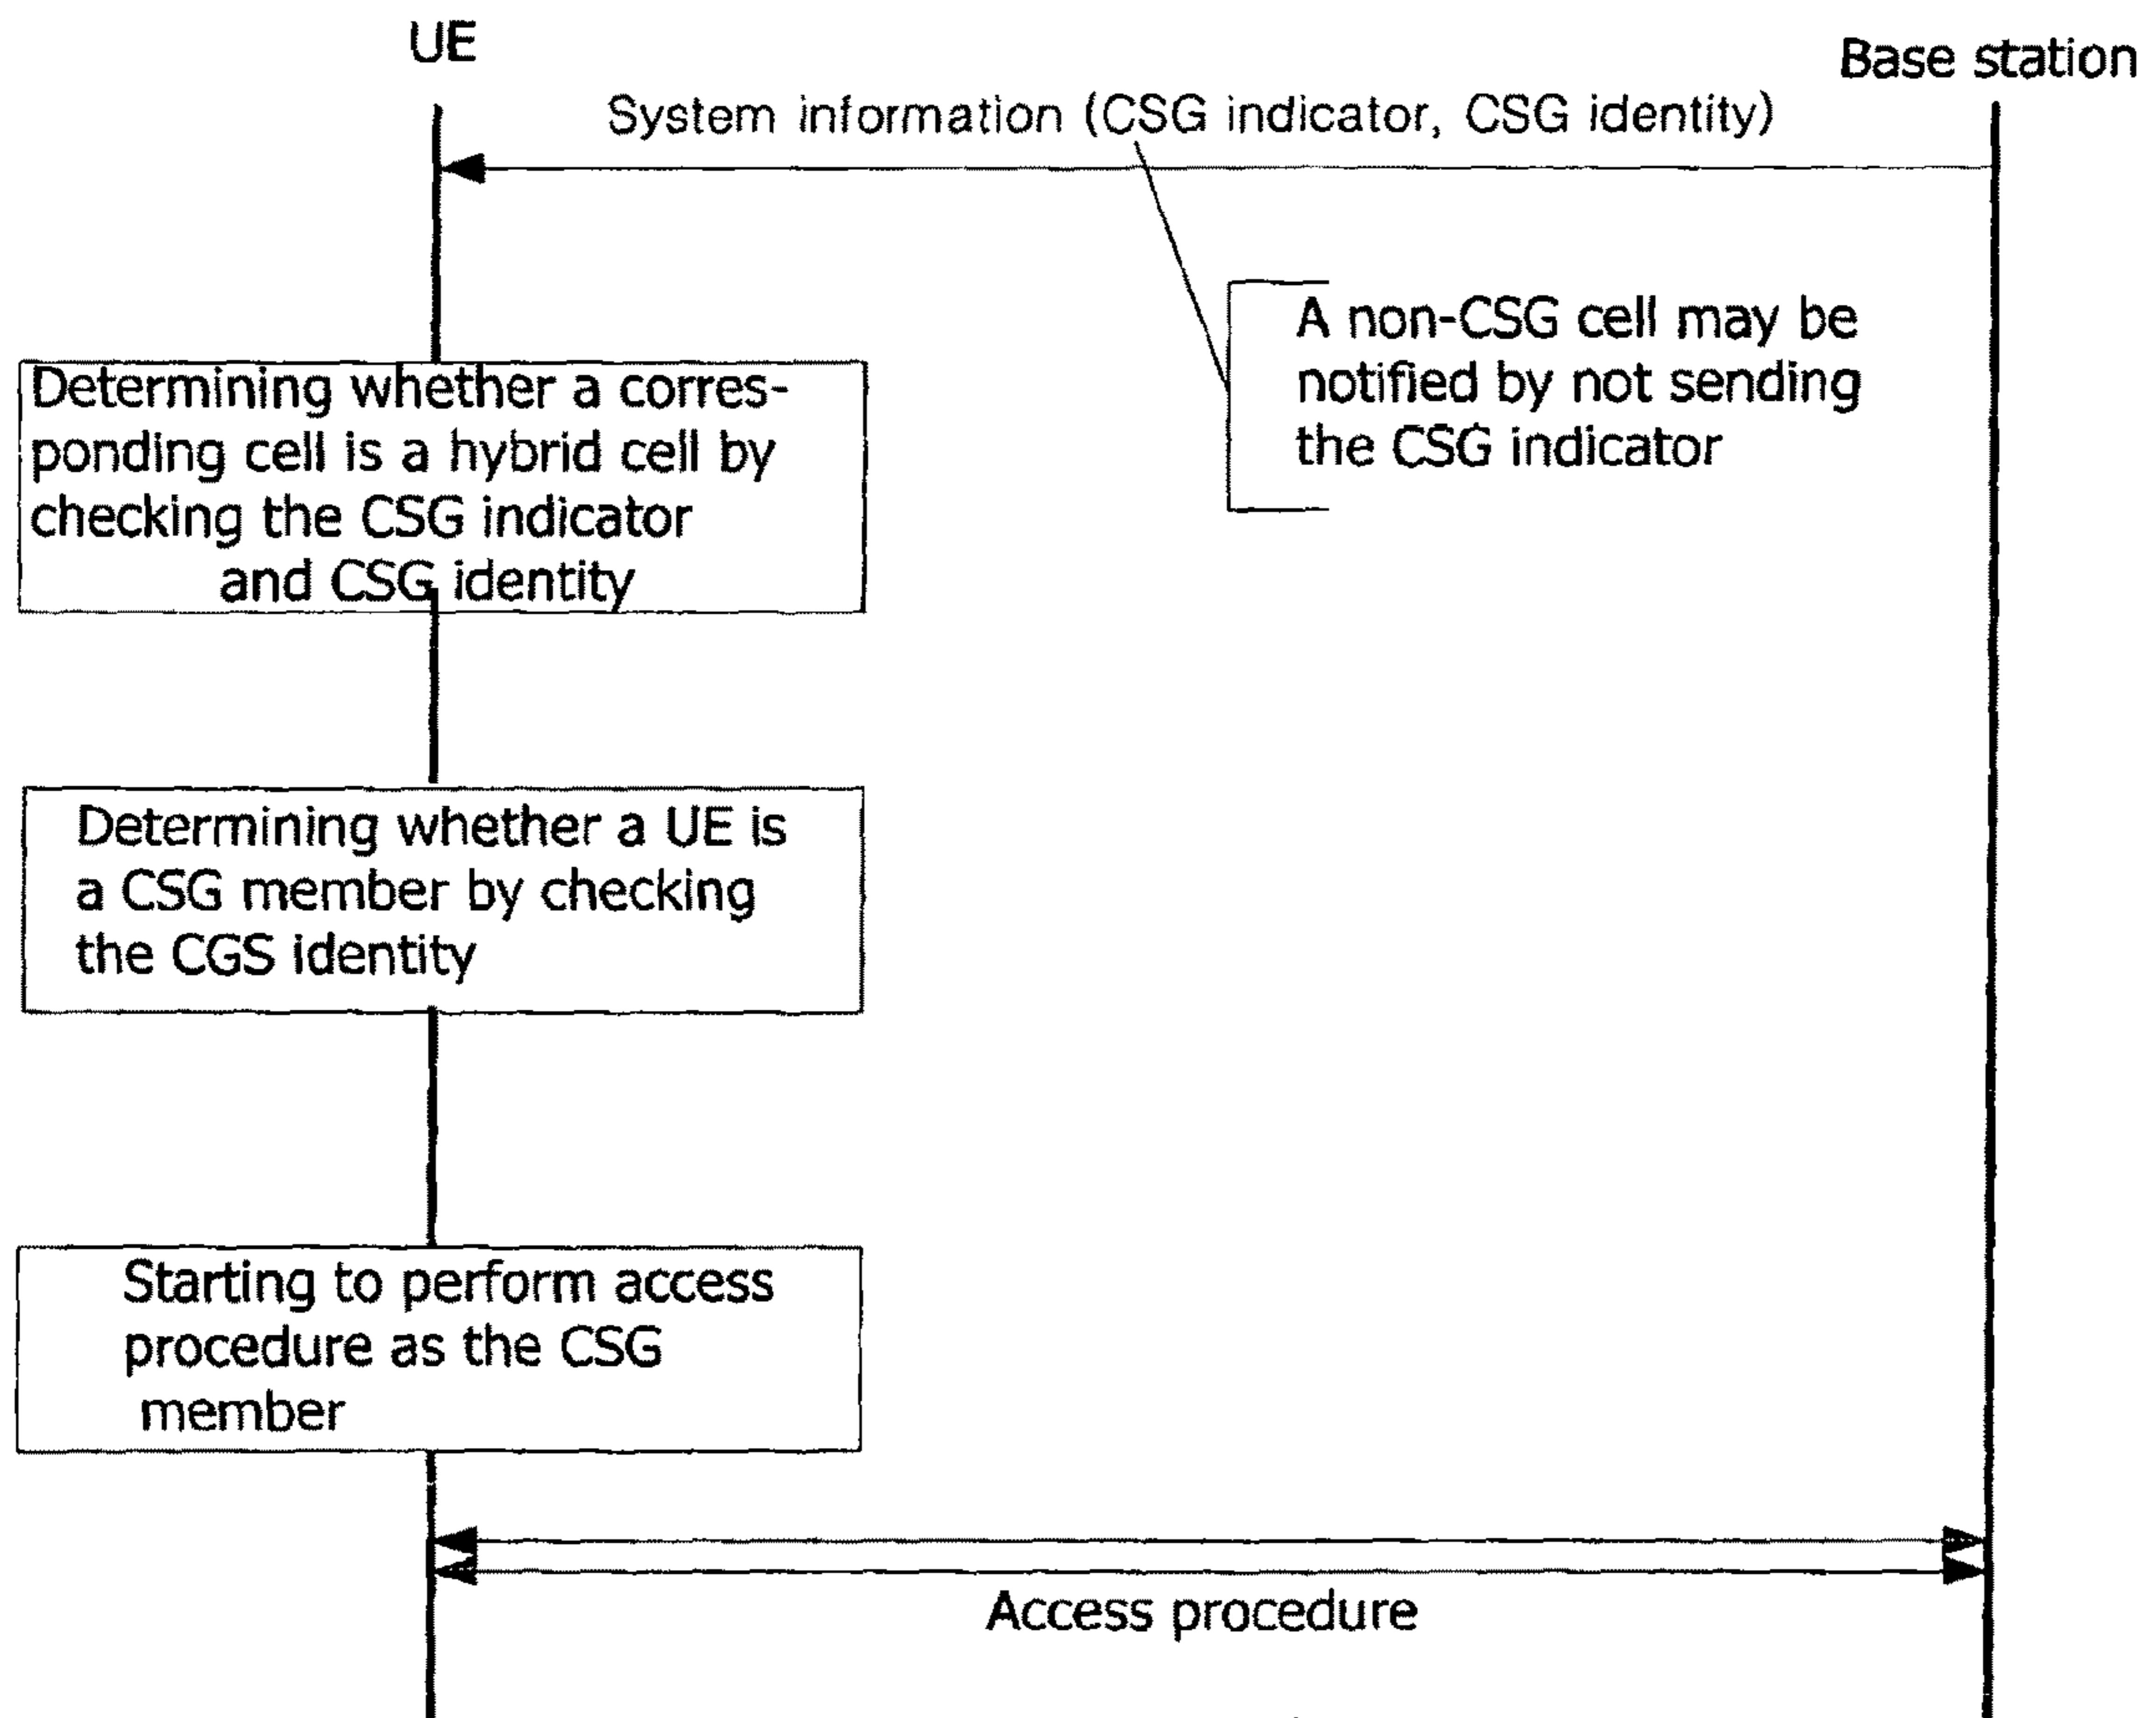 UE
Base station
System information (CSG indicator, CSG identity)
A non-CSG cell may be
notified by not sending
the CSG indicator
Determining whether a corres-
ponding cell is a hybrid cell by
checking the CSG indicator
and CSG identity
Determining whether a UE is
a CSG member by checking
the CGS identity
Starting to perform access
procedure as the CSG
member
Access procedure